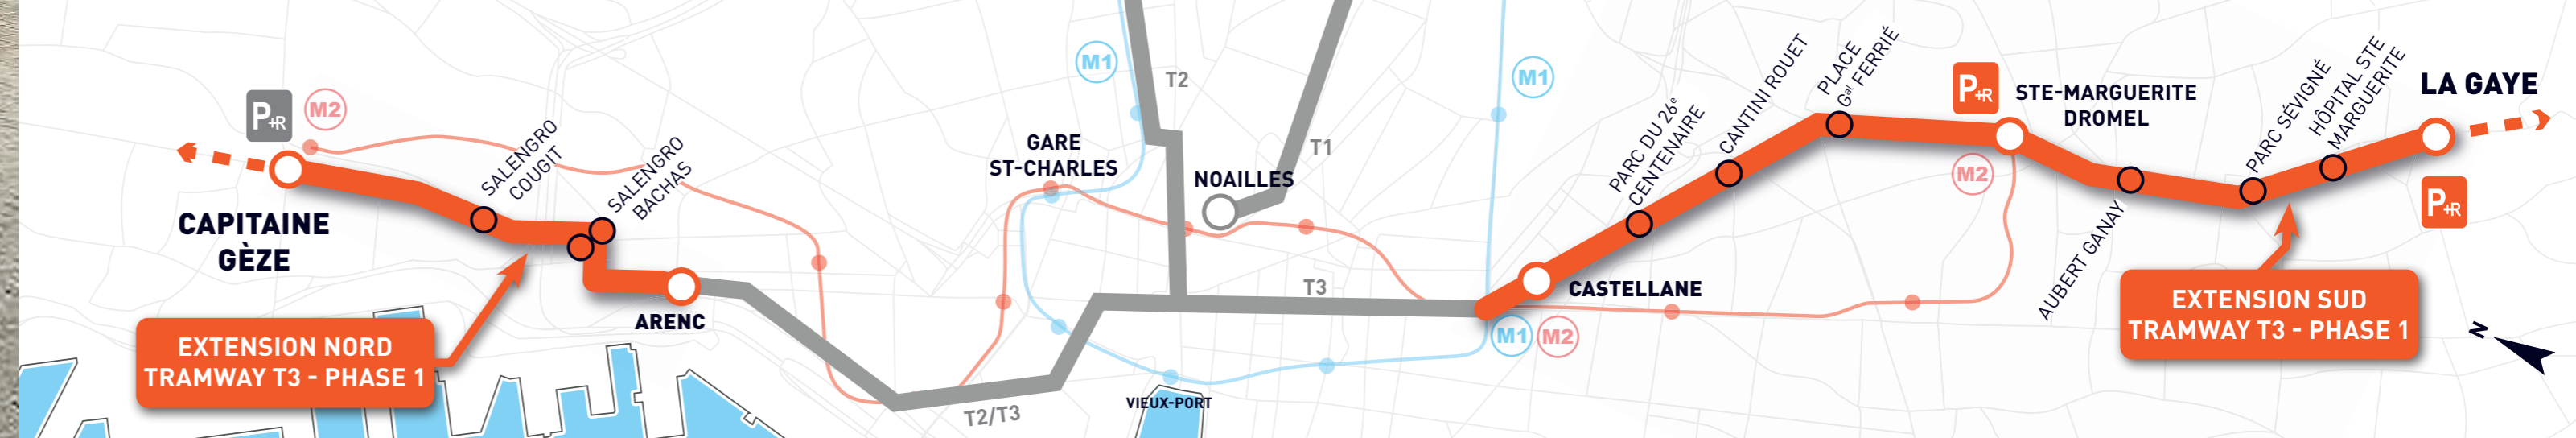 P+R
M2
CAPITAINE
GÈZE
SALENGRO
COUGIT
SALENGRO
BACHAS
ARENC
EXTENSION NORD
TRAMWAY T3 - PHASE 1
M1
T2
GARE
ST-CHARLES
NOAILLES
T1
T3
T2/T3
VIEUX-PORT
M1
M1
M2
CASTELLANE
PARC DU 26e
CENTENAIRE
CANTINI ROUET
PLACE
Gal FERRIÉ
P+R
STE-MARGUERITE
DROMEL
M2
AUBERT GANAY
PARC SÉVIGNÉ
HÔPITAL STE
MARGUERITE
LA GAYE
P+R
EXTENSION SUD
TRAMWAY T3 - PHASE 1
N